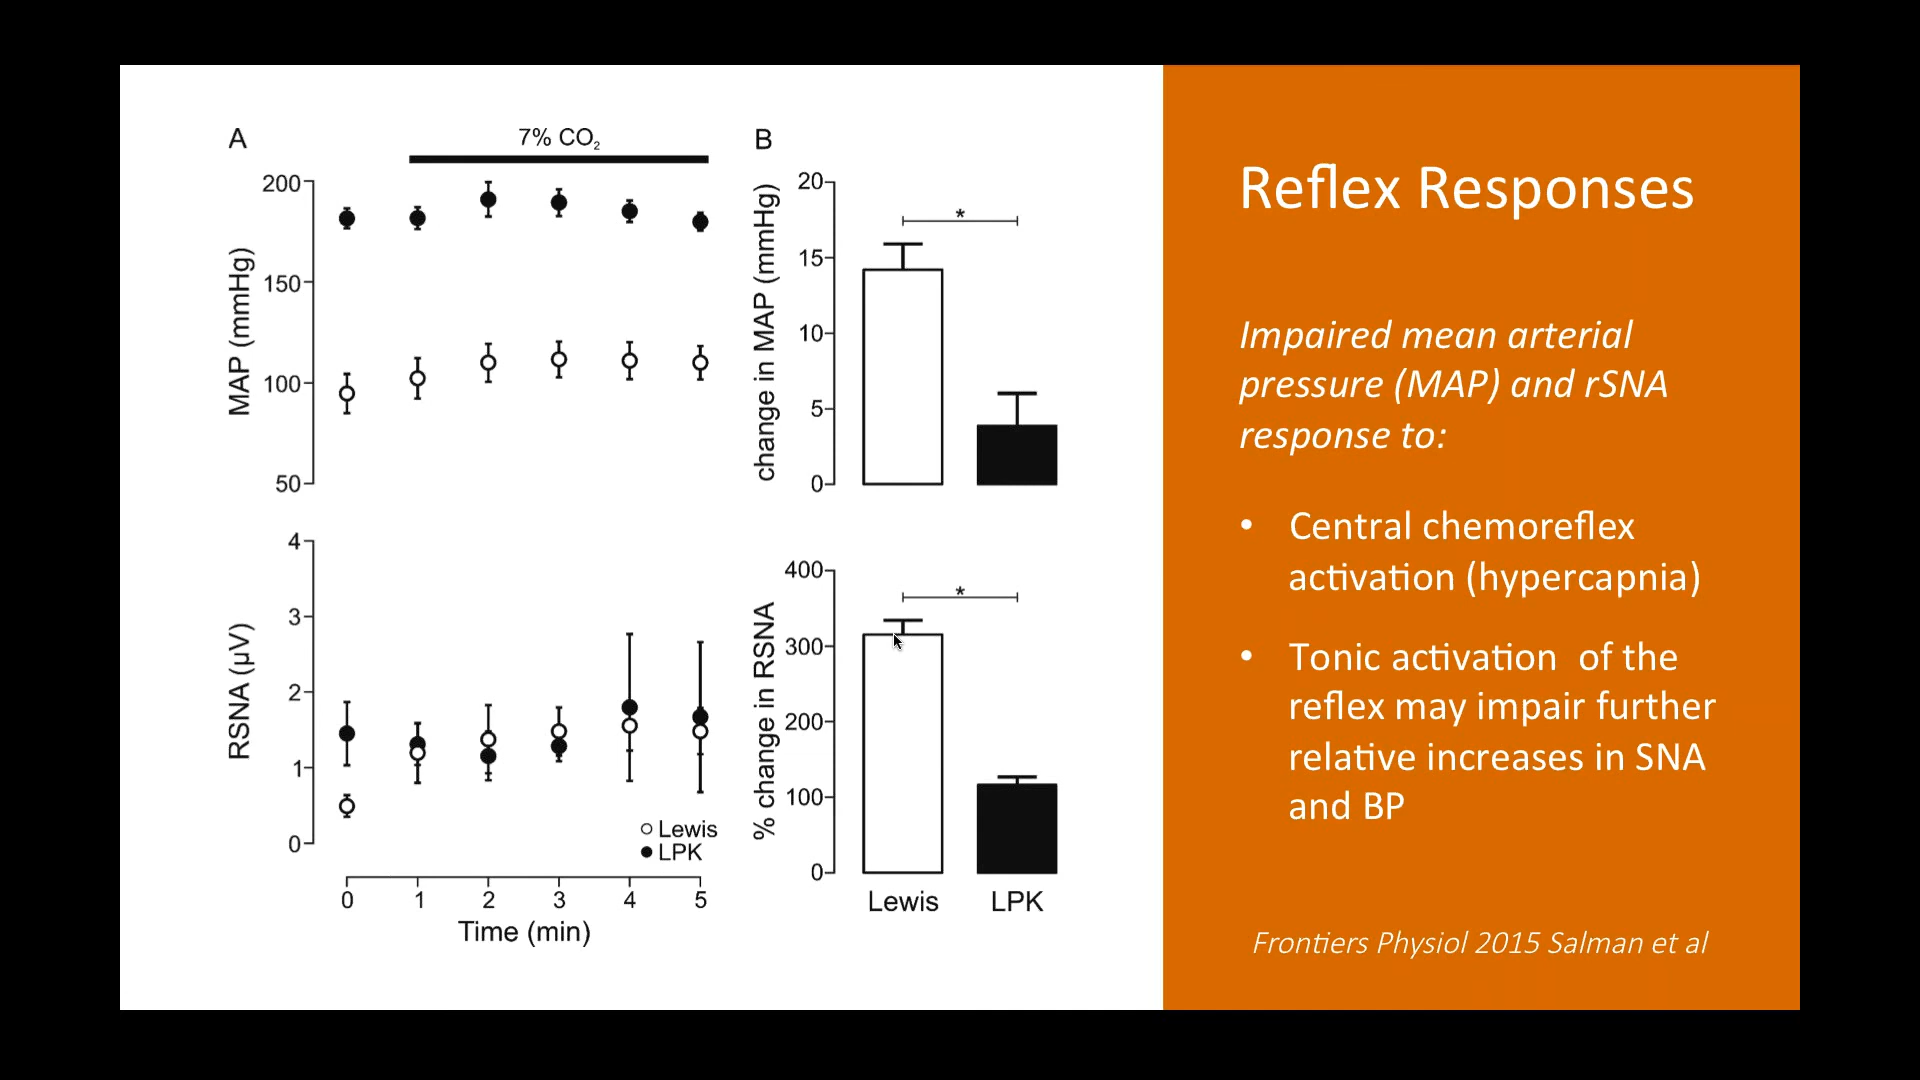 A
7% CO₂
B
200
150
100
50
MAP (mmHg)
20
15
10
5
0
change in MAP (mmHg)
*
4
3
2
1
0
RSNA (µV)
Lewis
LPK
0 1 2 3 4 5
Time (min)
400
300
200
100
0
% change in RSNA
*
Lewis LPK
Reflex Responses
Impaired mean arterial
pressure (MAP) and rSNA
response to:
• Central chemoreflex
activation (hypercapnia)
• Tonic activation of the
reflex may impair further
relative increases in SNA
and BP
Frontiers Physiol 2015 Salman et al